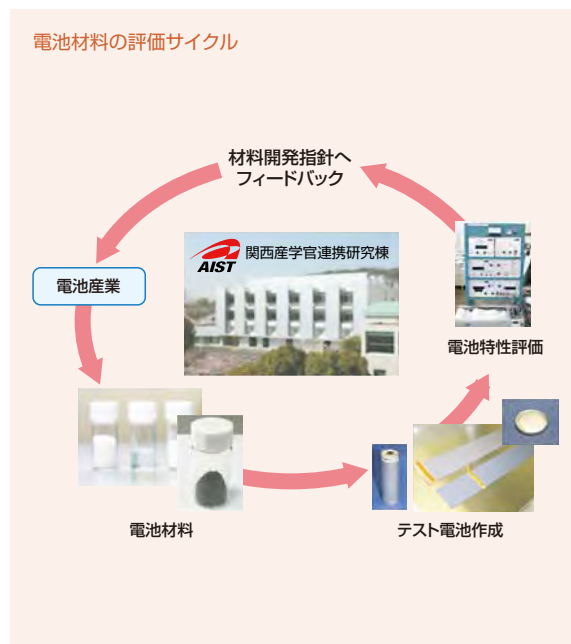 電池材料の評価サイクル
材料開発指針へ
フィードバック
AIST 関西産学官連携研究棟
電池産業
電池特性評価
電池材料
テスト電池作成